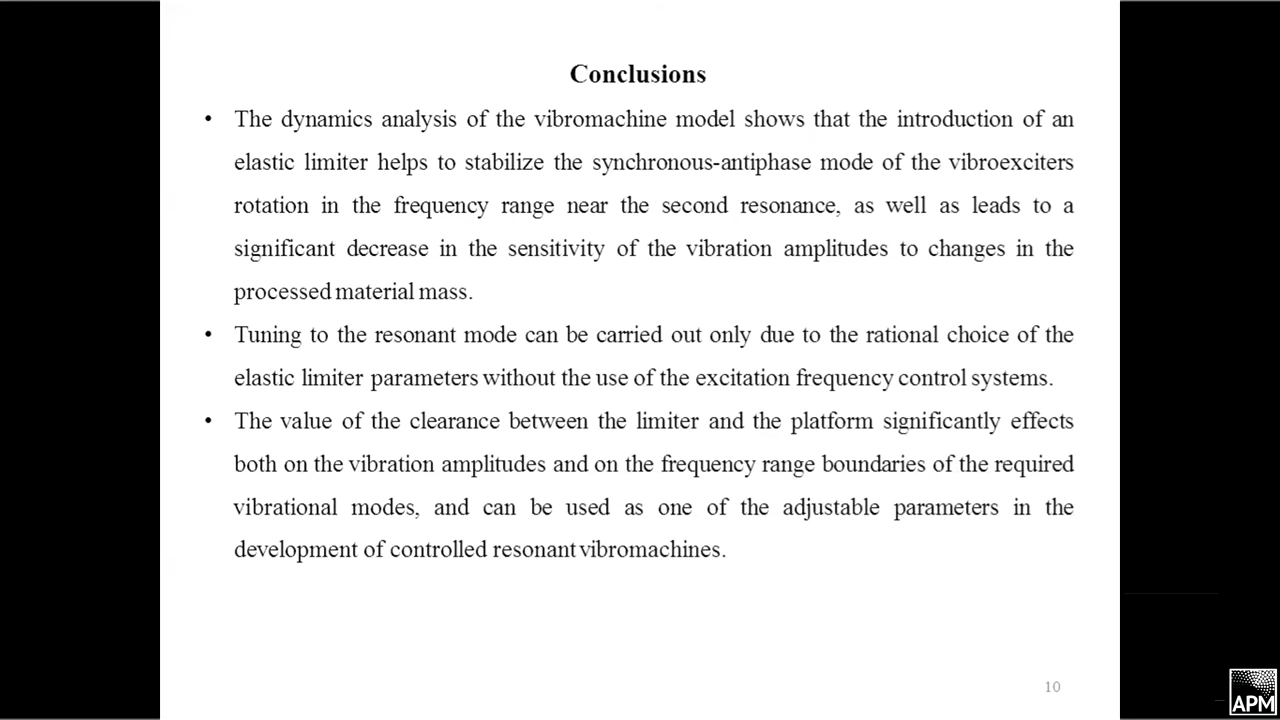 Conclusions
• The dynamics analysis of the vibromachine model shows that the introduction of an
elastic limiter helps to stabilize the synchronous-antiphase mode of the vibroexciters
rotation in the frequency range near the second resonance, as well as leads to a
significant decrease in the sensitivity of the vibration amplitudes to changes in the
processed material mass.
• Tuning to the resonant mode can be carried out only due to the rational choice of the
elastic limiter parameters without the use of the excitation frequency control systems.
• The value of the clearance between the limiter and the platform significantly effects
both on the vibration amplitudes and on the frequency range boundaries of the required
vibrational modes, and can be used as one of the adjustable parameters in the
development of controlled resonant vibromachines.
10
APM